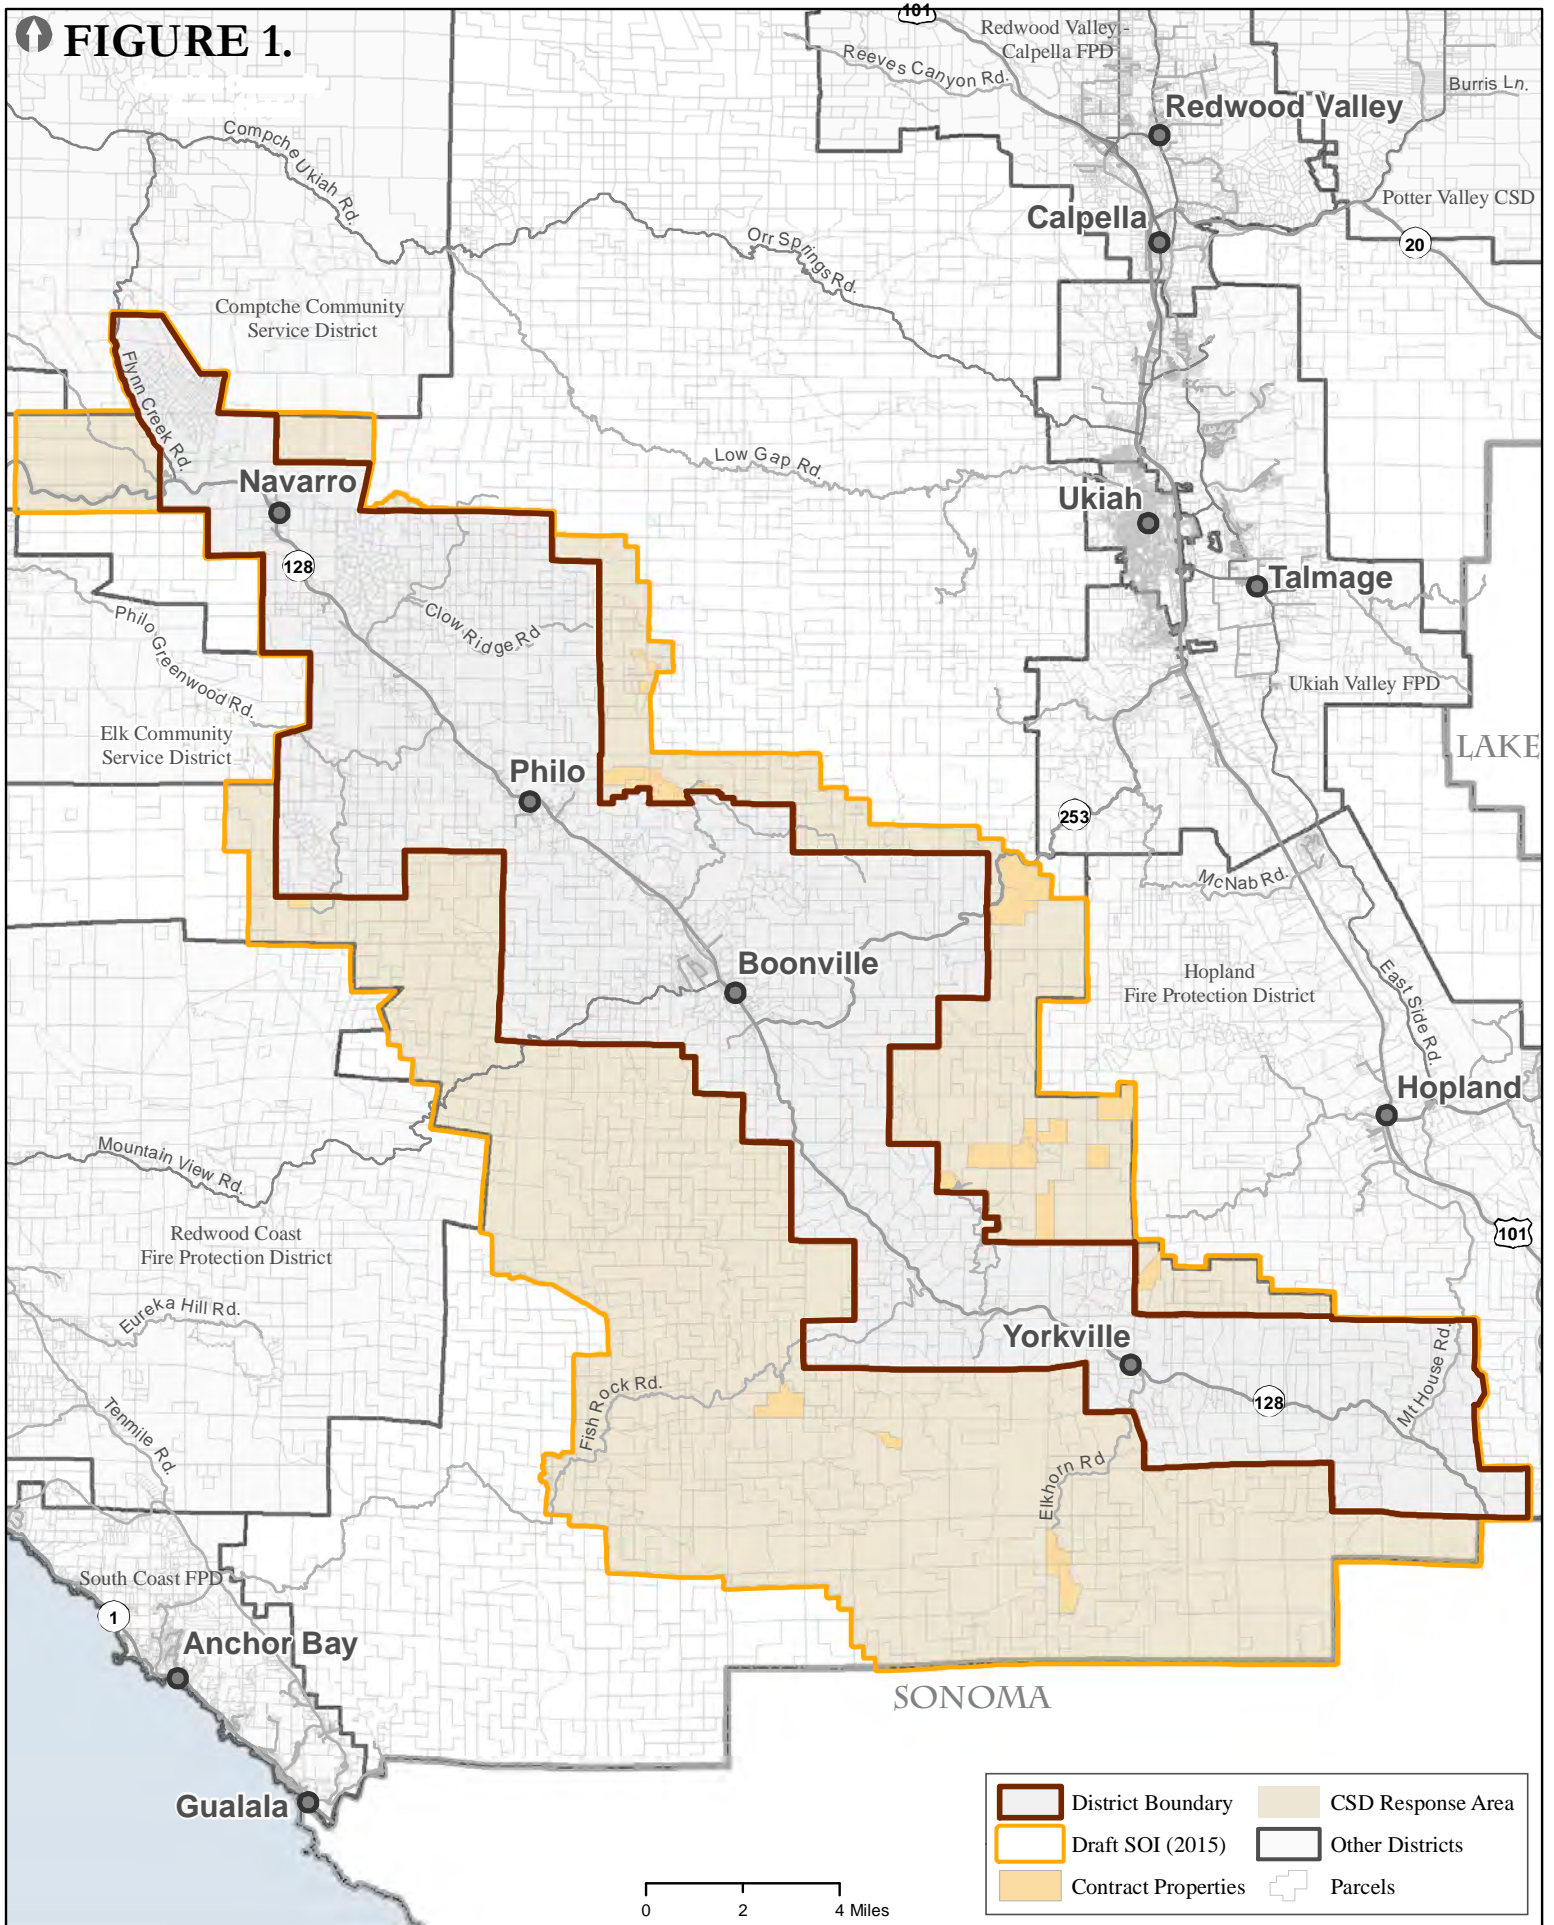 FIGURE 1.
101
Redwood Valley -
Calpella FPD
Reeves Canyon Rd.
Burris Ln.
Redwood Valley
Compche Ukiah Rd.
Potter Valley CSD
Calpella
20
Orr Springs Rd.
Comptche Community
Service District
Flynn Creek Rd.
Low Gap Rd.
Navarro
Ukiah
128
Talmage
Clow Ridge Rd
Philo Greenwood Rd.
Ukiah Valley FPD
Elk Community
Service District
LAKE
Philo
253
McNab Rd.
Boonville
Hopland
Fire Protection District
East Side Rd.
Hopland
Mountain View Rd.
Redwood Coast
Fire Protection District
101
Eureka Hill Rd.
Yorkville
Mt House Rd.
Fish Rock Rd.
128
Tenmile Rd.
Elkhorn Rd
South Coast FPD
1
Anchor Bay
SONOMA
Gualala
District Boundary
CSD Response Area
Draft SOI (2015)
Other Districts
Contract Properties
Parcels
0 2 4 Miles